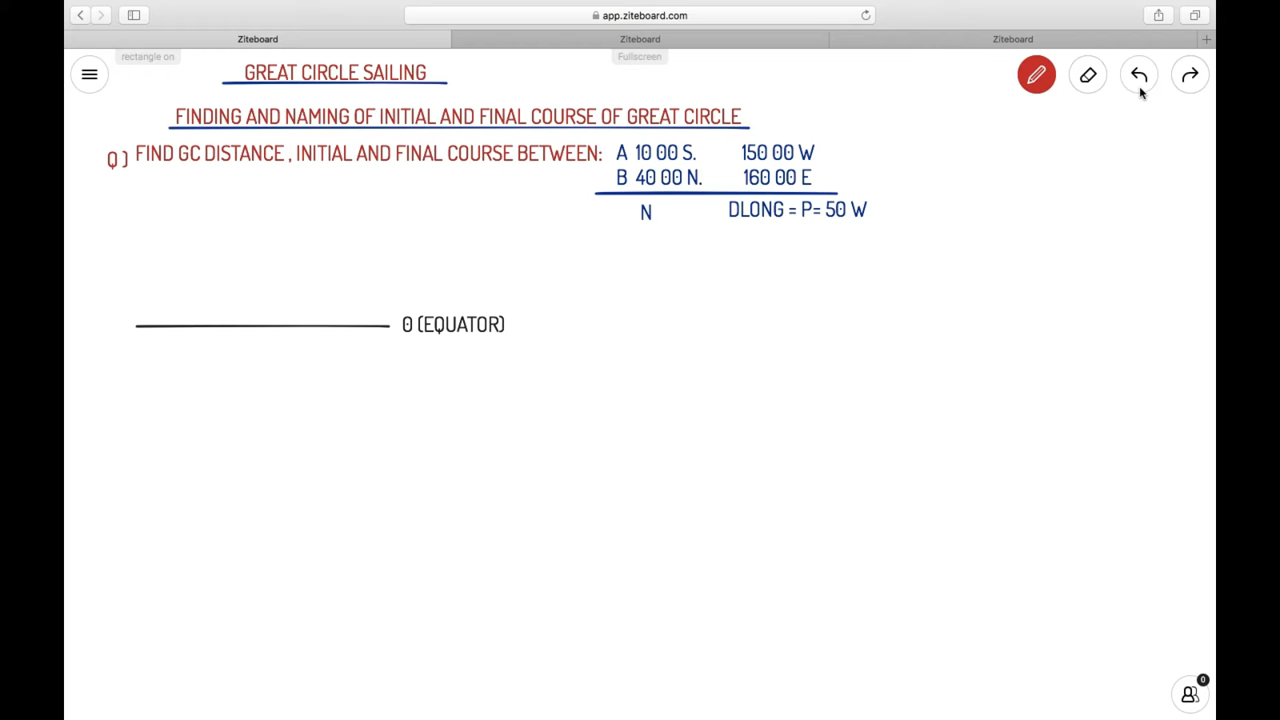 app.ziteboard.com
Ziteboard
Ziteboard
Ziteboard
rectangle on
Fullscreen
GREAT CIRCLE SAILING
FINDING AND NAMING OF INITIAL AND FINAL COURSE OF GREAT CIRCLE
Q ) FIND GC DISTANCE , INITIAL AND FINAL COURSE BETWEEN: A 10 00 S. 150 00 W
B 40 00 N. 160 00 E
N DLONG = P= 50 W
0 (EQUATOR)
0